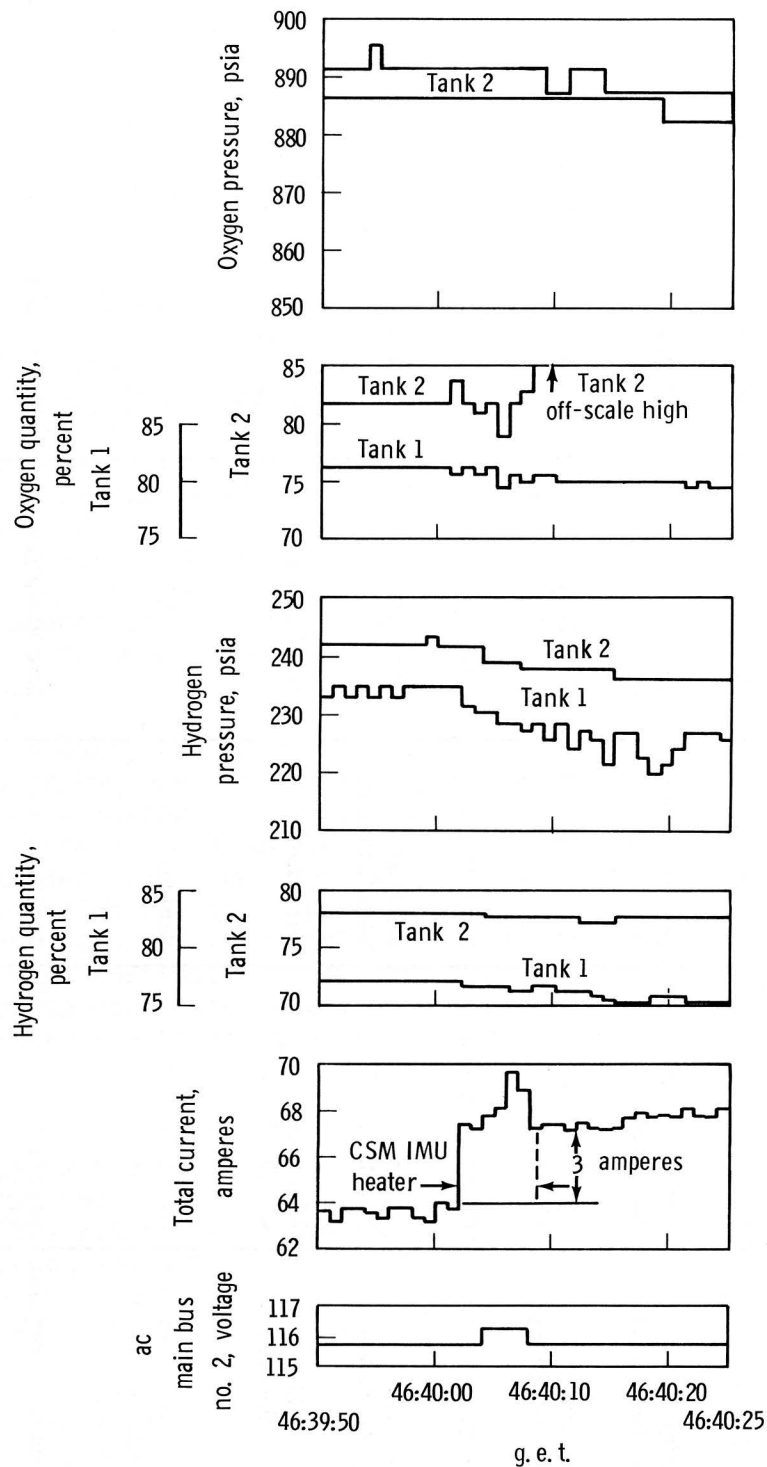 Oxygen pressure, psia
900
890
880
870
860
850
Tank 2
Oxygen quantity,
percent
Tank 1
85
80
75
Tank 2
85
80
75
70
Tank 2
Tank 2
off-scale high
Tank 1
Hydrogen
pressure, psia
250
240
230
220
210
Tank 2
Tank 1
Hydrogen quantity,
percent
Tank 1
85
80
75
Tank 2
80
75
70
Tank 2
Tank 1
Total current,
amperes
70
68
66
64
62
CSM IMU
heater
3 amperes
ac
main bus
no. 2, voltage
117
116
115
46:40:00 46:40:10 46:40:20
46:39:50 46:40:25
g. e. t.